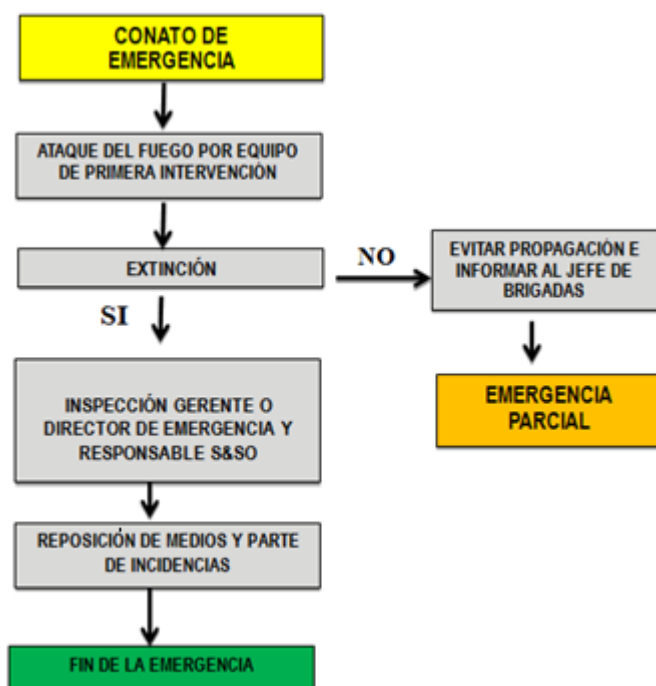 CONATO DE
EMERGENCIA
ATAQUE DEL FUEGO POR EQUIPO
DE PRIMERA INTERVENCIÓN
EXTINCIÓN
NO
EVITAR PROPAGACIÓN E
INFORMAR AL JEFE DE
BRIGADAS
SI
EMERGENCIA
PARCIAL
INSPECCIÓN GERENTE O
DIRECTOR DE EMERGENCIA Y
RESPONSABLE S&SO
REPOSICIÓN DE MEDIOS Y PARTE
DE INCIDENCIAS
FIN DE LA EMERGENCIA